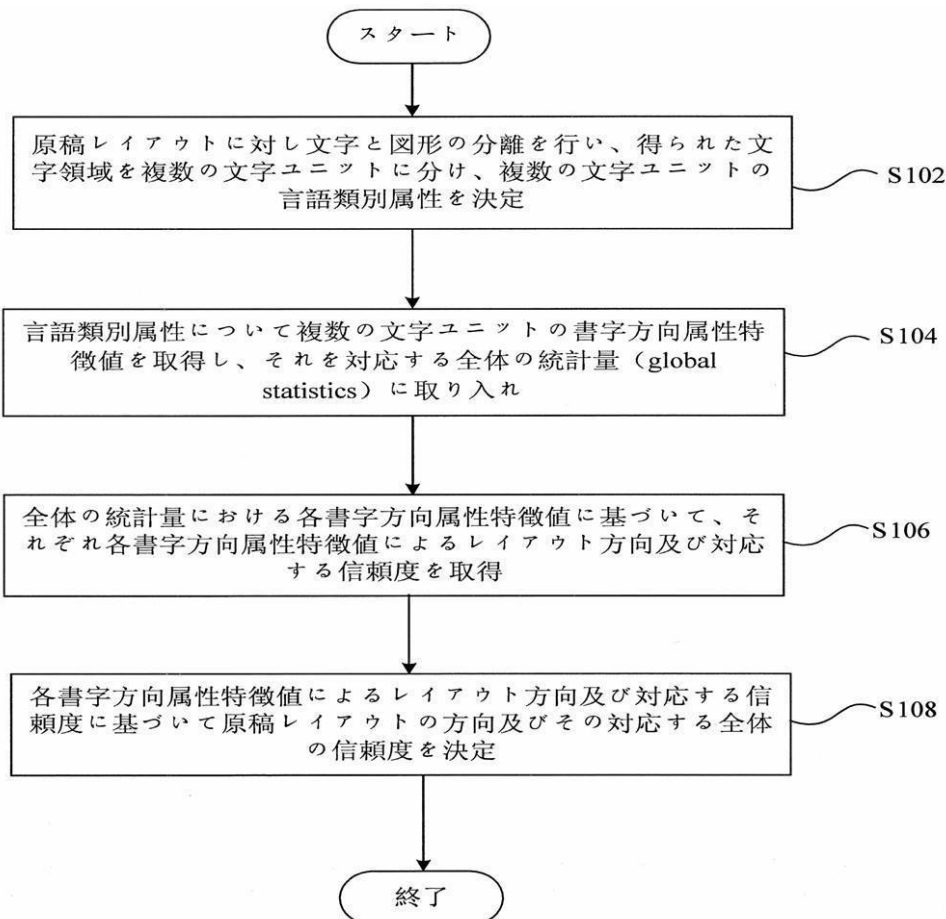 スタート
原稿レイアウトに対し文字と図形の分離を行い、得られた文
字領域を複数の文字ユニットに分け、複数の文字ユニットの
言語類別属性を決定
S102
言語類別属性について複数の文字ユニットの書字方向属性特
徴値を取得し、それを対応する全体の統計量（global
statistics）に取り入れ
S104
全体の統計量における各書字方向属性特徴値に基づいて、そ
れぞれ各書字方向属性特徴値によるレイアウト方向及び対応
する信頼度を取得
S106
各書字方向属性特徴値によるレイアウト方向及び対応する信
頼度に基づいて原稿レイアウトの方向及びその対応する全体
の信頼度を決定
S108
終了